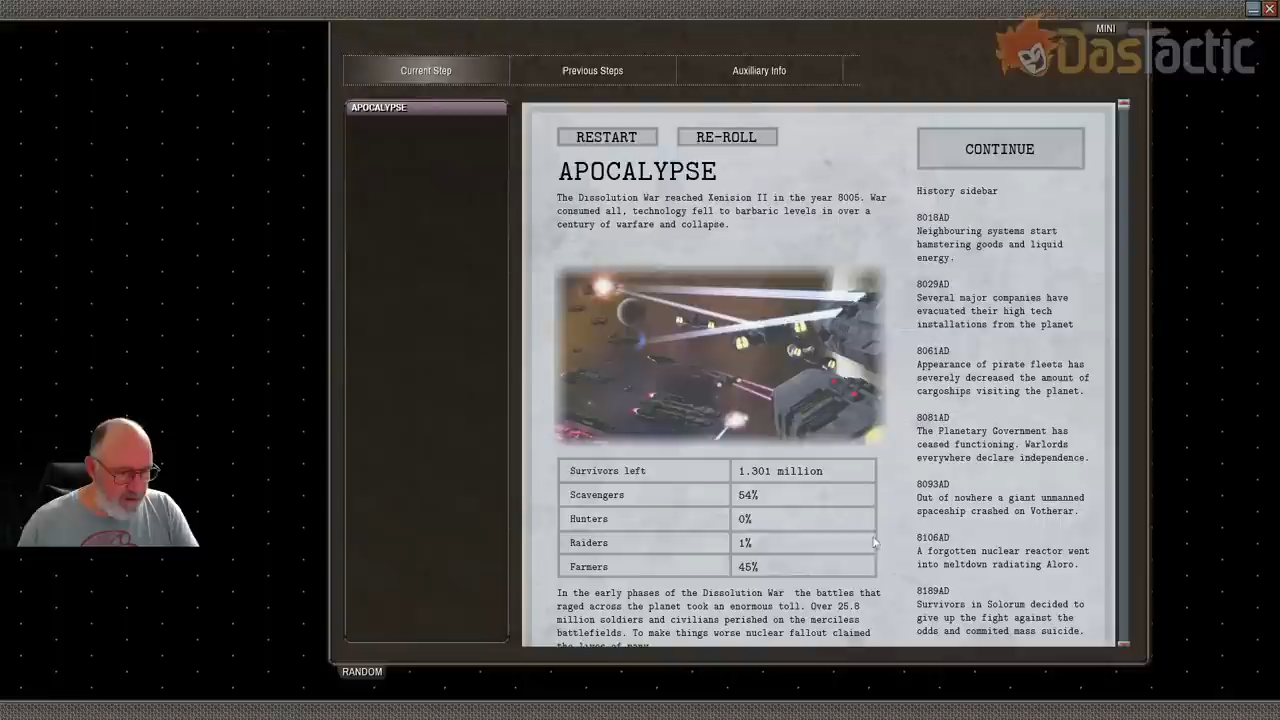 MINI
DasTactic
Current Step
Previous Steps
Auxilliary Info
APOCALYPSE
RESTART
RE-ROLL
APOCALYPSE
The Dissolution War reached Xenision II in the year 8005. War
consumed all, technology fell to barbaric levels in over a
century of warfare and collapse.
Survivors left 1.301 million
Scavengers 54%
Hunters 0%
Raiders 1%
Farmers 45%
In the early phases of the Dissolution War the battles that
raged across the planet took an enormous toll. Over 25.8
million soldiers and civilians perished on the merciless
battlefields. To make things worse nuclear fallout claimed
the lives of many
CONTINUE
History sidebar
8018AD
Neighbouring systems start
hamstering goods and liquid
energy.
8029AD
Several major companies have
evacuated their high tech
installations from the planet
8061AD
Appearance of pirate fleets has
severely decreased the amount of
cargoships visiting the planet.
8081AD
The Planetary Government has
ceased functioning. Warlords
everywhere declare independence.
8093AD
Out of nowhere a giant unmanned
spaceship crashed on Votherar.
8106AD
A forgotten nuclear reactor went
into meltdown radiating Aloro.
8189AD
Survivors in Solorum decided to
give up the fight against the
odds and commited mass suicide.
RANDOM